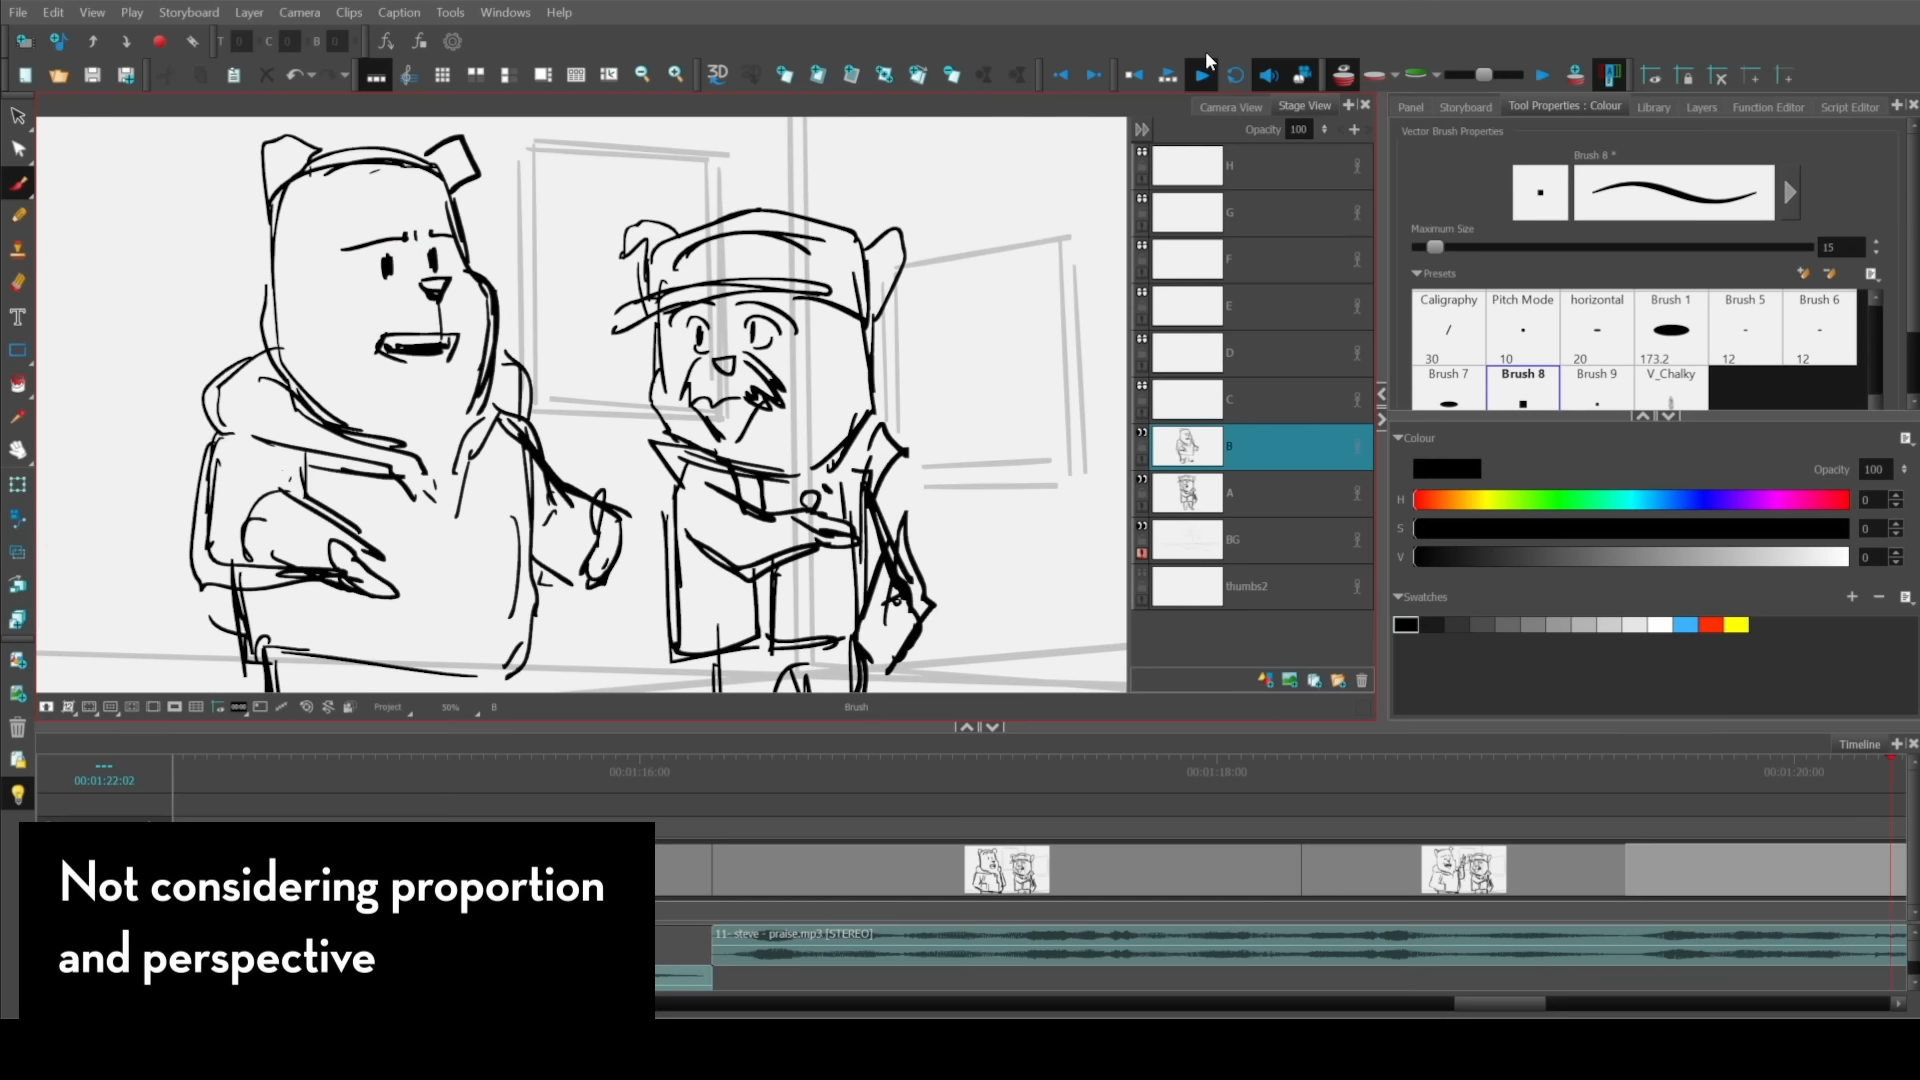 File Edit View Play Storyboard Layer Camera Clips Caption Tools Windows Help
T 0 C 0 B 0
3D
Camera View Stage View
Panel Storyboard Tool Properties : Colour Library Layers Function Editor Script Editor
Opacity 100
H
G
F
E
D
C
B
A
BG
thumbs2
Vector Brush Properties
Brush 8 *
Maximum Size
15
Presets
Caligraphy Pitch Mode horizontal Brush 1 Brush 5 Brush 6
30 10 20 173.2 12 12
Brush 7 Brush 8 Brush 9 V_Chalky
Colour
Opacity 100
H 0
S 0
V 0
Swatches
Project 50% B Brush
Timeline
00:01:22:02
00:01:16:00 00:01:18:00 00:01:20:00
11- steve - praise.mp3 [STEREO]
Not considering proportion
and perspective